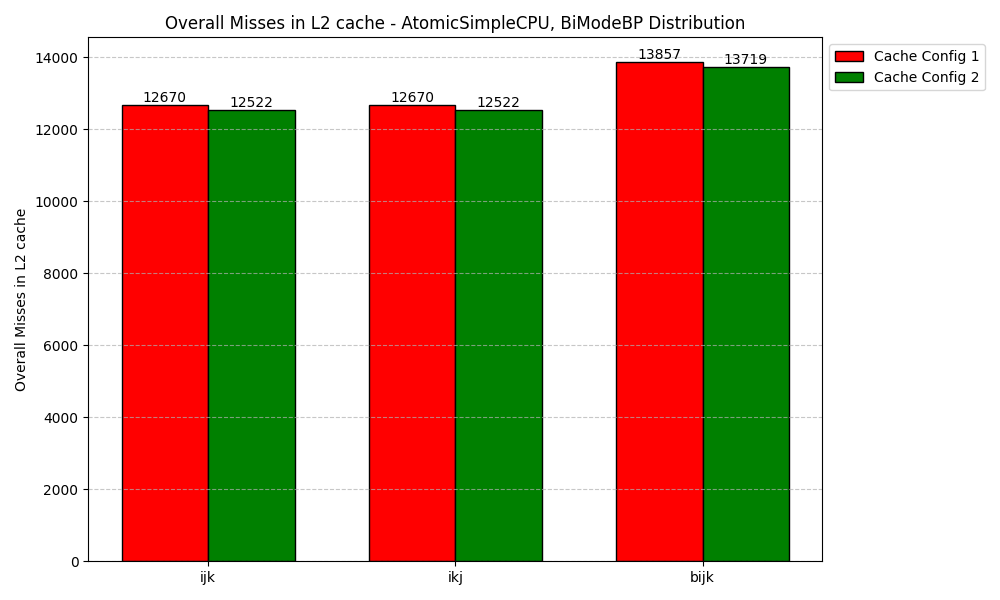 Overall Misses in L2 cache - AtomicSimpleCPU, BiModeBP Distribution
Cache Config 1
Cache Config 2
Overall Misses in L2 cache
14000
12000
10000
8000
6000
4000
2000
0
12670
12522
12670
12522
13857
13719
ijk
ikj
bijk